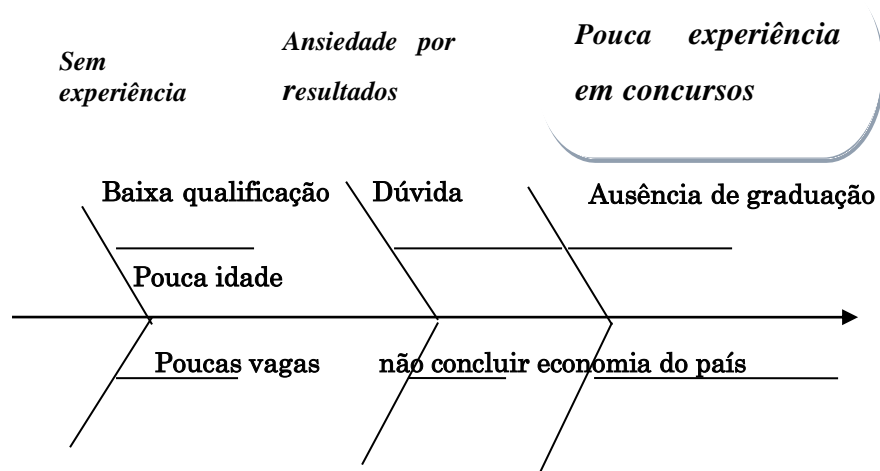 Sem
experiência
Ansiedade por
resultados
Pouca experiência
em concursos
Baixa qualificação
Dúvida
Ausência de graduação
Pouca idade
Poucas vagas
não concluir economia do país